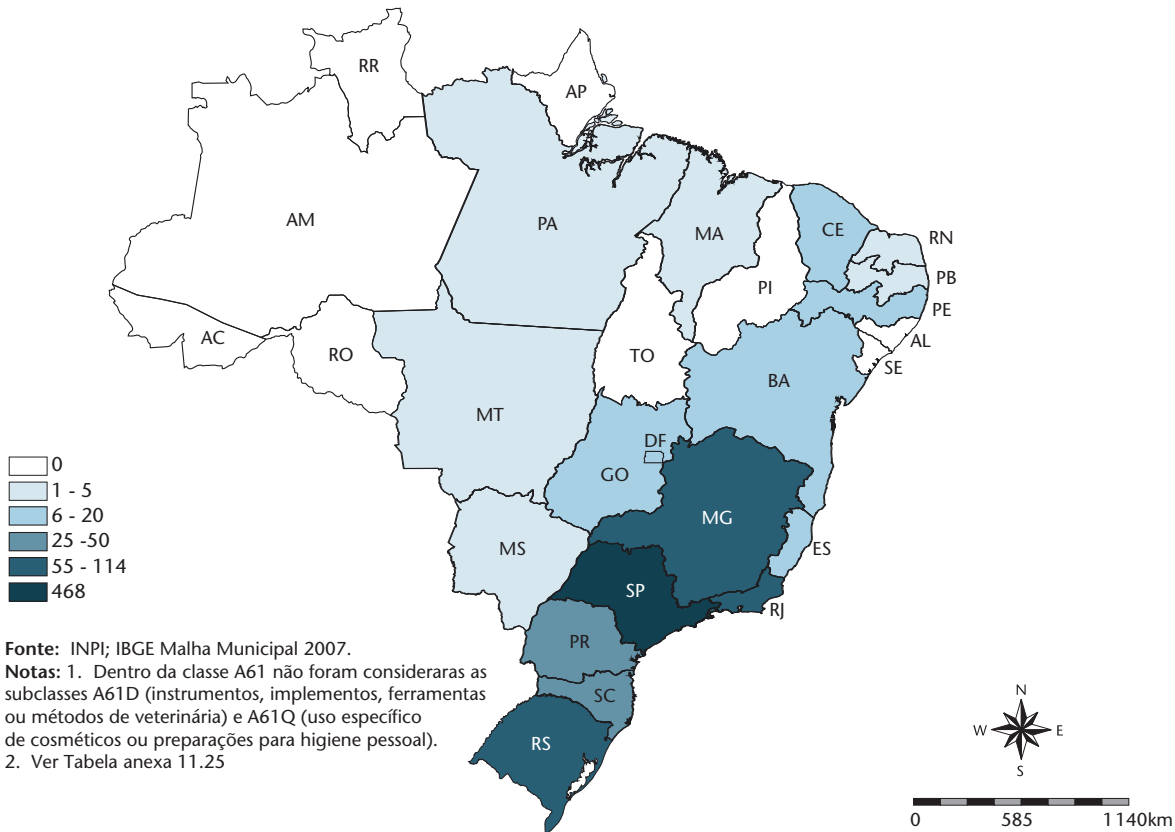 RR
AP
AM
PA
MA
CE
RN
PB
PE
PI
AL
SE
AC
RO
TO
BA
MT
DF
GO
MG
ES
MS
SP
RJ
PR
SC
RS
0
1 - 5
6 - 20
25 -50
55 - 114
468
Fonte: INPI; IBGE Malha Municipal 2007.
Notas: 1. Dentro da classe A61 não foram consideraras as
subclasses A61D (instrumentos, implementos, ferramentas
ou métodos de veterinária) e A61Q (uso específico
de cosméticos ou preparações para higiene pessoal).
2. Ver Tabela anexa 11.25
N
W E
S
0 585 1140km